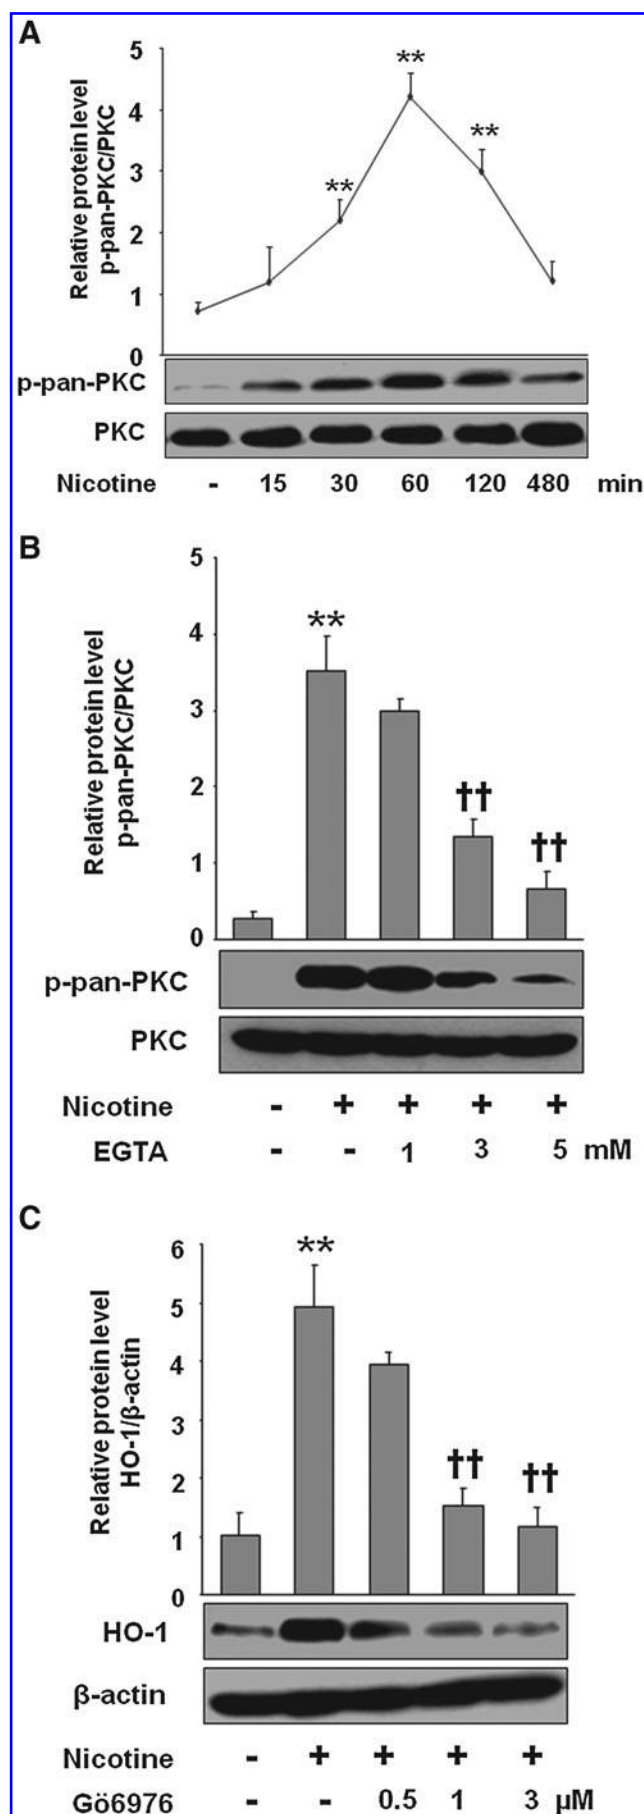 A
Relative protein level
p-pan-PKC/PKC
5
4
3
2
1
0
**
**
**
p-pan-PKC
PKC
Nicotine - 15 30 60 120 480 min
B
Relative protein level
p-pan-PKC/PKC
5
4
3
2
1
0
**
††
††
p-pan-PKC
PKC
Nicotine - + + + +
EGTA - - 1 3 5 mM
C
Relative protein level
HO-1/β-actin
6
5
4
3
2
1
0
**
††
††
HO-1
β-actin
Nicotine - + + + +
Gö6976 - - 0.5 1 3 µM